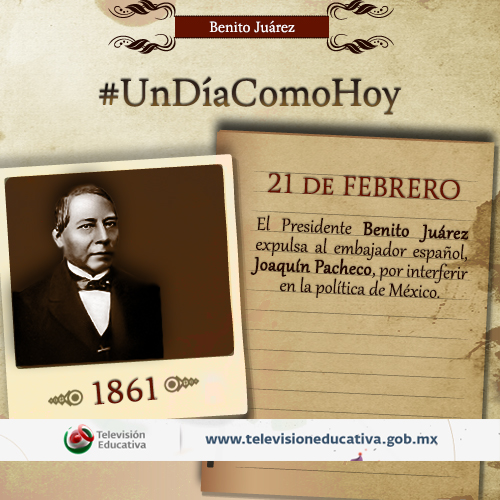 Benito Juárez
#UnDíaComoHoy
21 DE FEBRERO
El Presidente Benito Juárez
expulsa al embajador español,
Joaquín Pacheco, por interferir
en la política de México.
1861
Televisión
Educativa
www.televisioneducativa.gob.mx